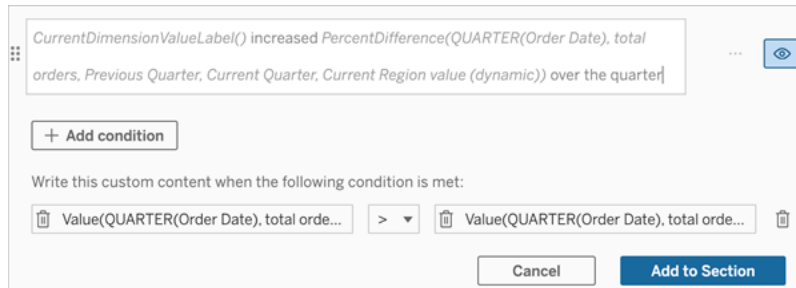 CurrentDimensionValueLabel() increased PercentDifference(QUARTER(Order Date), total
orders, Previous Quarter, Current Quarter, Current Region value (dynamic)) over the quarter
+ Add condition
Write this custom content when the following condition is met:
Value(QUARTER(Order Date), total orde... > Value(QUARTER(Order Date), total orde...
Cancel Add to Section